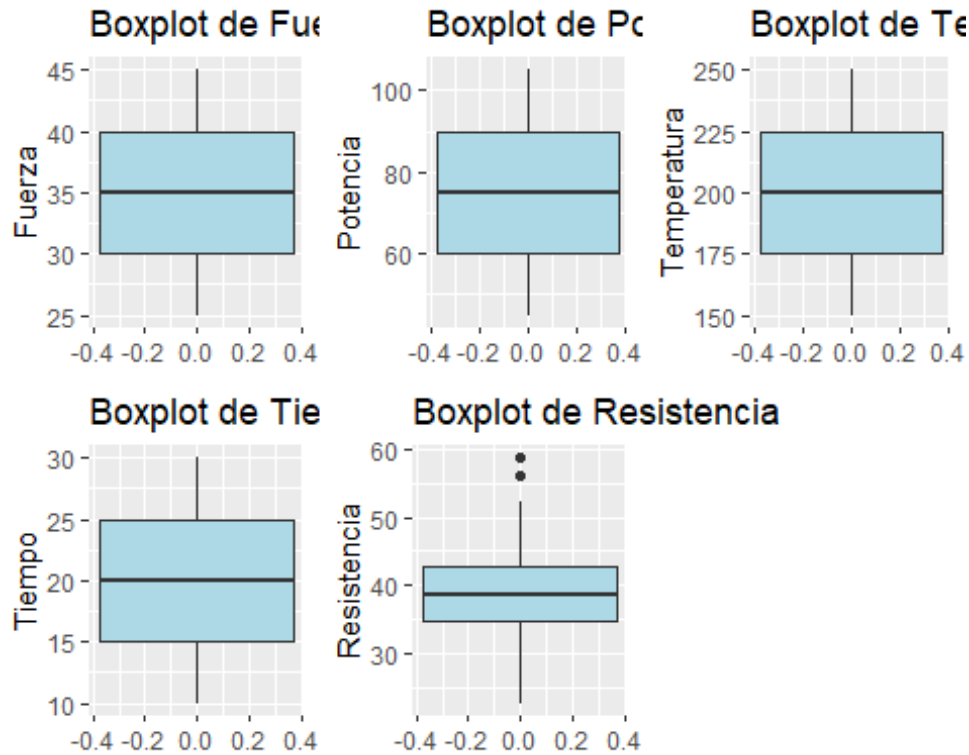 Boxplot de Fue
Fuerza
45
40
35
30
25
-0.4 -0.2 0.0 0.2 0.4
Boxplot de Po
Potencia
100
80
60
-0.4 -0.2 0.0 0.2 0.4
Boxplot de Te
Temperatura
250
225
200
175
150
-0.4 -0.2 0.0 0.2 0.4
Boxplot de Tie
Tiempo
30
25
20
15
10
-0.4 -0.2 0.0 0.2 0.4
Boxplot de Resistencia
Resistencia
60
50
40
30
-0.4 -0.2 0.0 0.2 0.4